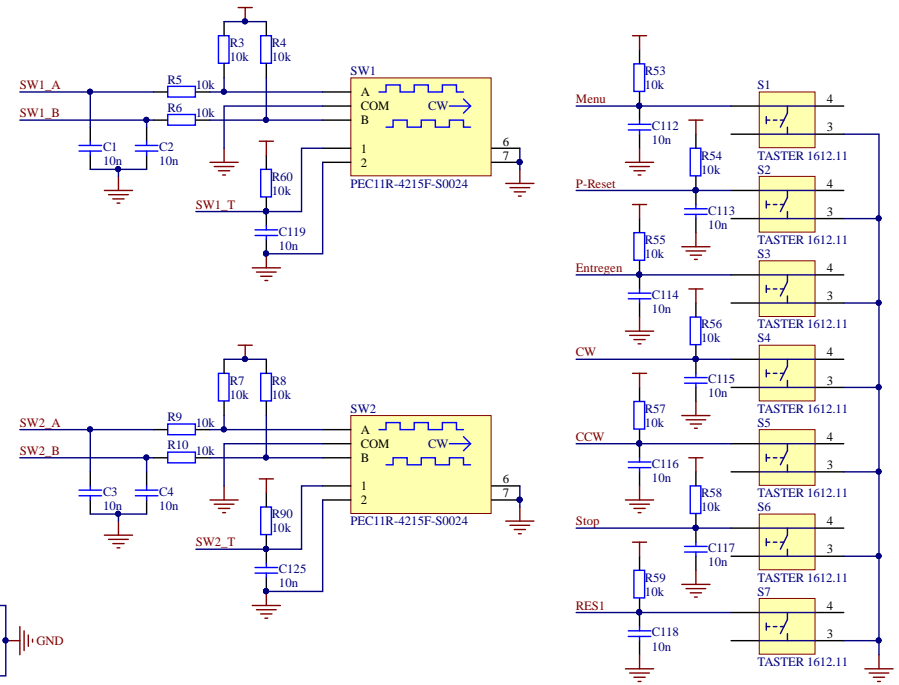 R3
10k
R4
10k
SW1_A
R5
10k
SW1_B
R6
10k
C1
10n
C2
10n
SW1
A
COM
B
CW
1
2
6
7
PEC11R-4215F-S0024
R60
10k
SW1_T
C119
10n
R7
10k
R8
10k
SW2_A
R9
10k
SW2_B
R10
10k
C3
10n
C4
10n
SW2
A
COM
B
CW
1
2
6
7
PEC11R-4215F-S0024
R90
10k
SW2_T
C125
10n
GND
R53
10k
Menu
C112
10n
S1
4
3
TASTER 1612.11
R54
10k
P-Reset
C113
10n
S2
4
3
TASTER 1612.11
R55
10k
Entregen
C114
10n
S3
4
3
TASTER 1612.11
R56
10k
CW
C115
10n
S4
4
3
TASTER 1612.11
R57
10k
CCW
C116
10n
S5
4
3
TASTER 1612.11
R58
10k
Stop
C117
10n
S6
4
3
TASTER 1612.11
R59
10k
RES1
C118
10n
S7
4
3
TASTER 1612.11